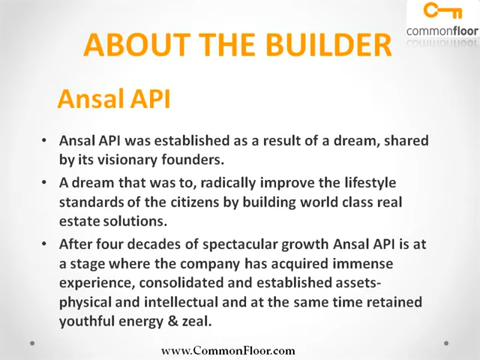 commonfloor
ABOUT THE BUILDER
Ansal API
• Ansal API was established as a result of a dream, shared
by its visionary founders.
• A dream that was to, radically improve the lifestyle
standards of the citizens by building world class real
estate solutions.
• After four decades of spectacular growth Ansal API is at
a stage where the company has acquired immense
experience, consolidated and established assets-
physical and intellectual and at the same time retained
youthful energy & zeal.
www.CommonFloor.com